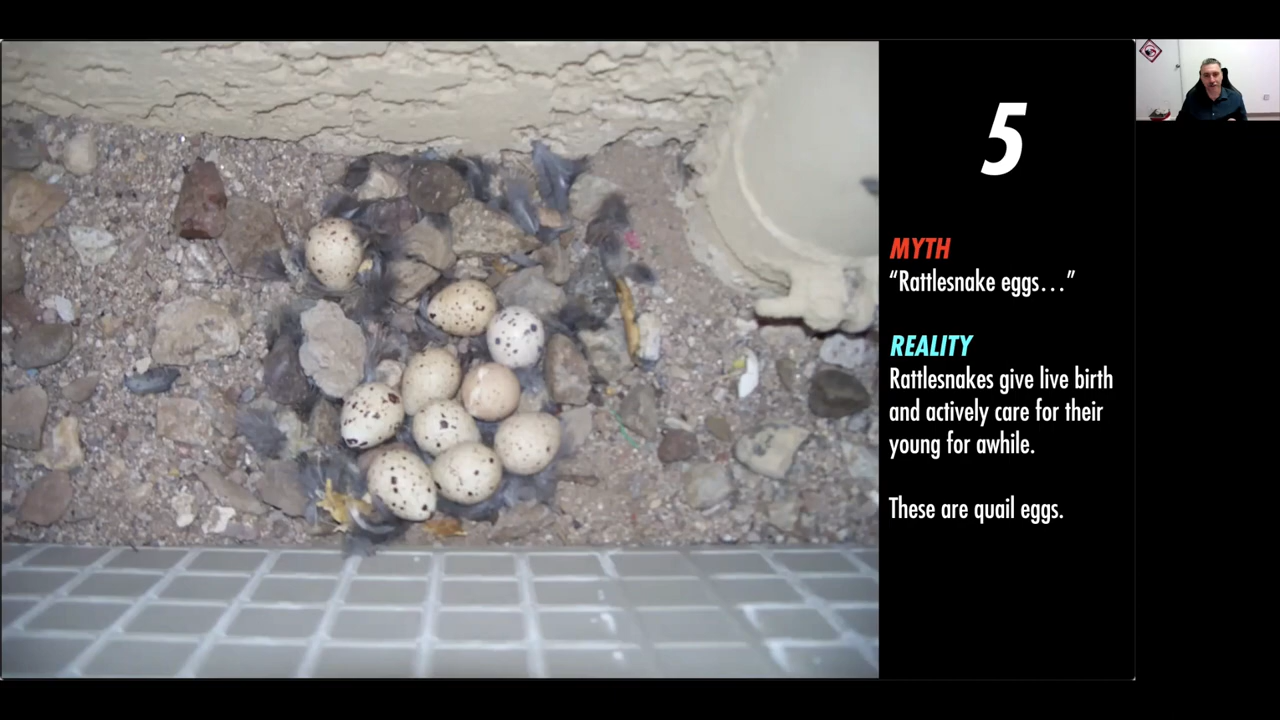 5
MYTH
“Rattlesnake eggs…”
REALITY
Rattlesnakes give live birth
and actively care for their
young for awhile.
These are quail eggs.